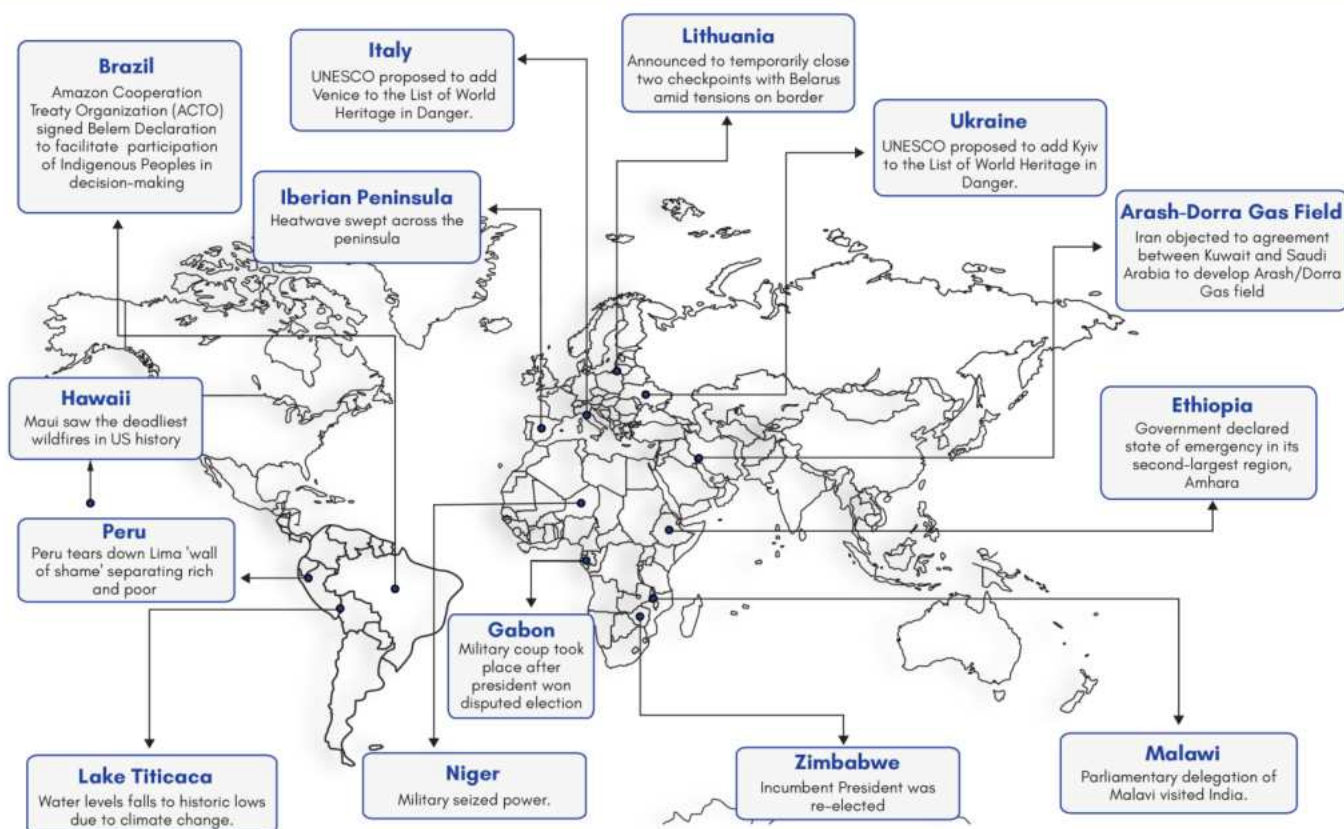 Brazil
Amazon Cooperation
Treaty Organization (ACTO)
signed Belem Declaration
to facilitate participation
of Indigenous Peoples in
decision-making
Italy
UNESCO proposed to add
Venice to the List of World
Heritage in Danger.
Lithuania
Announced to temporarily close
two checkpoints with Belarus
amid tensions on border
Ukraine
UNESCO proposed to add Kyiv
to the List of World Heritage in
Danger.
Iberian Peninsula
Heatwave swept across the
peninsula
Arash-Dorra Gas Field
Iran objected to agreement
between Kuwait and Saudi
Arabia to develop Arash/Dorra
Gas field
Hawaii
Maui saw the deadliest
wildfires in US history
Ethiopia
Government declared
state of emergency in its
second-largest region,
Amhara
Peru
Peru tears down Lima 'wall
of shame' separating rich
and poor
Gabon
Military coup took
place after
president won
disputed election
Lake Titicaca
Water levels falls to historic lows
due to climate change.
Niger
Military seized power.
Zimbabwe
Incumbent President was
re-elected
Malawi
Parliamentary delegation of
Malavi visited India.